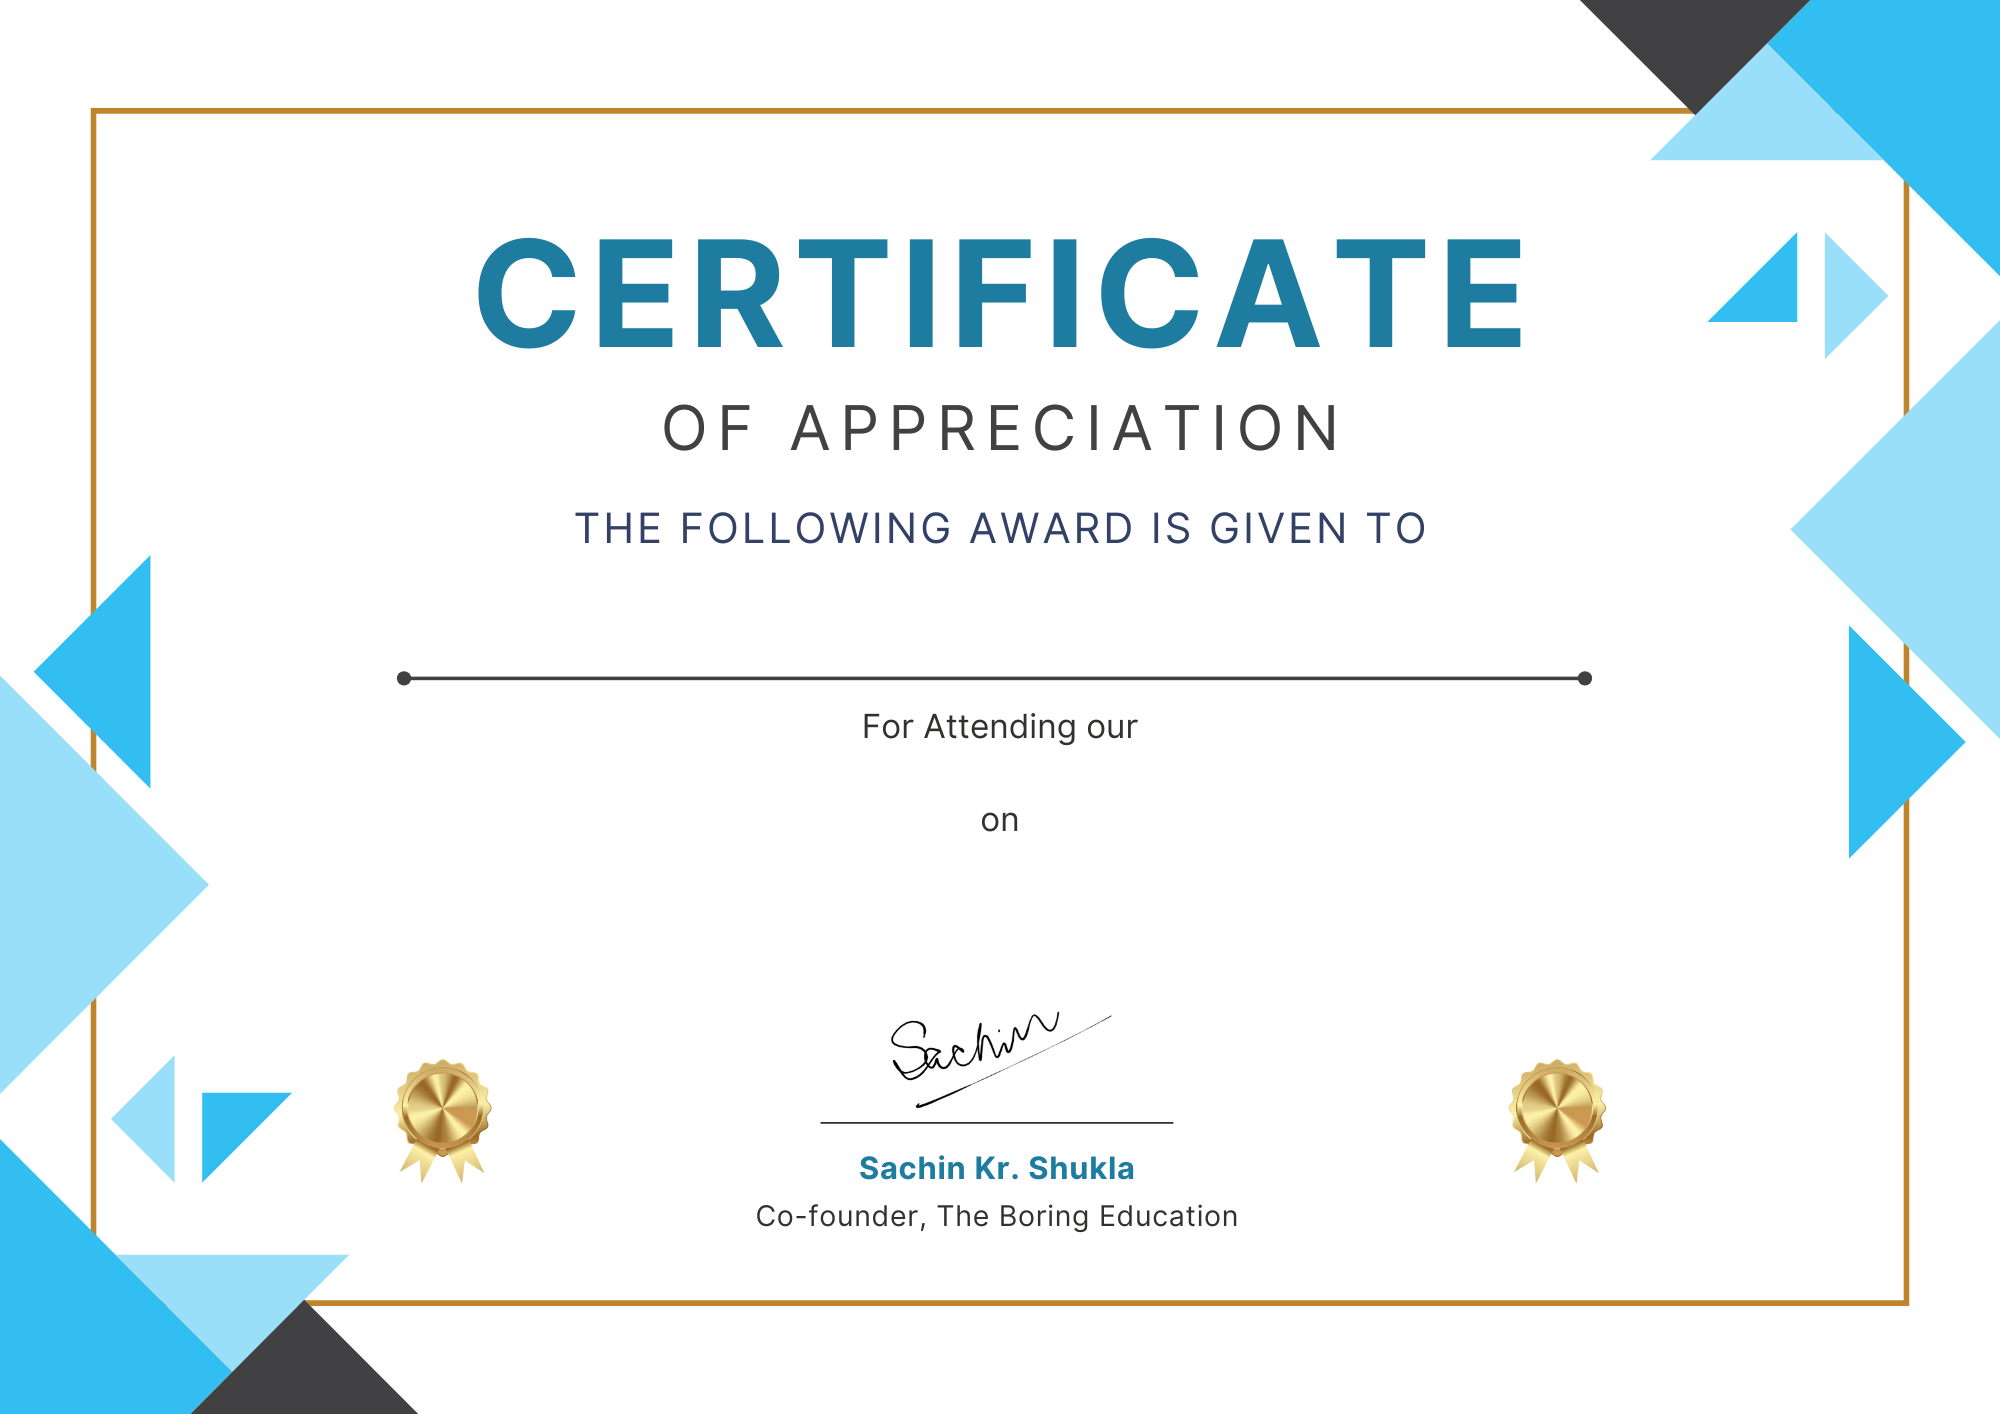 CERTIFICATE
OF APPRECIATION
THE FOLLOWING AWARD IS GIVEN TO
For Attending our
on
Sachin
Sachin Kr. Shukla
Co-founder, The Boring Education